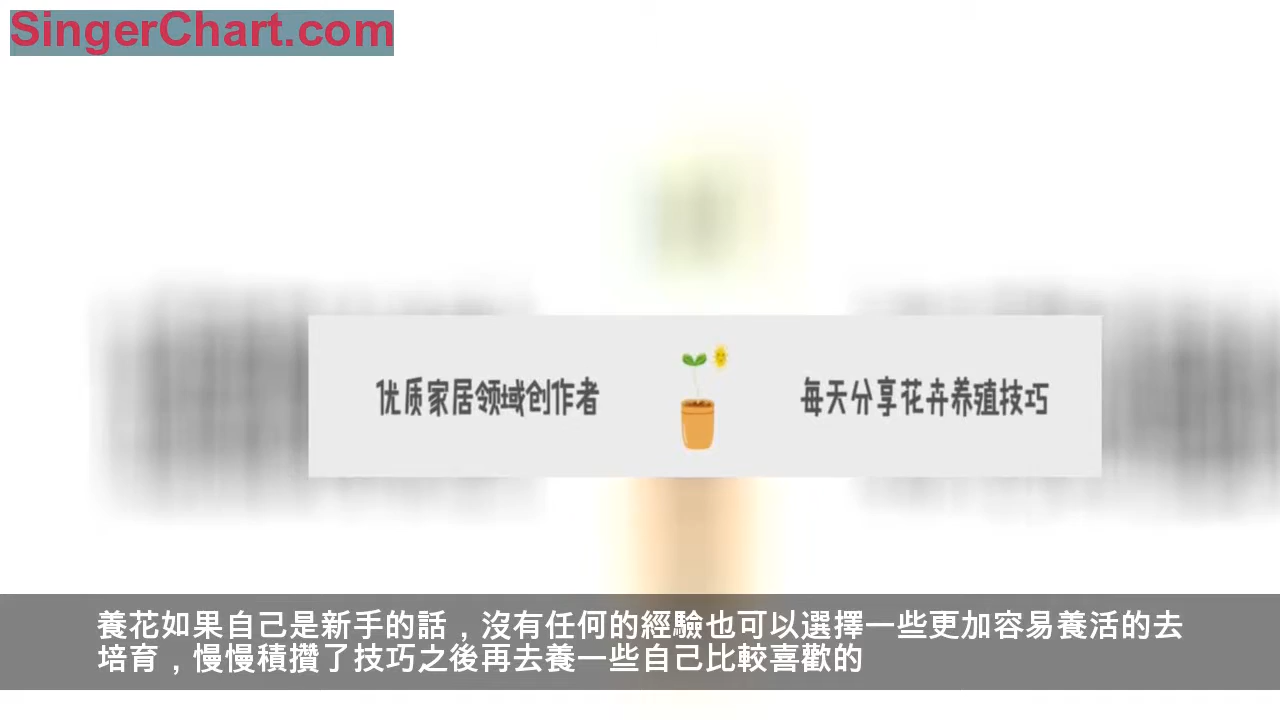 SingerChart.com
优质家居领域创作者
每天分享花卉养殖技巧
養花如果自己是新手的話，沒有任何的經驗也可以選擇一些更加容易養活的去
培育，慢慢積攢了技巧之後再去養一些自己比較喜歡的